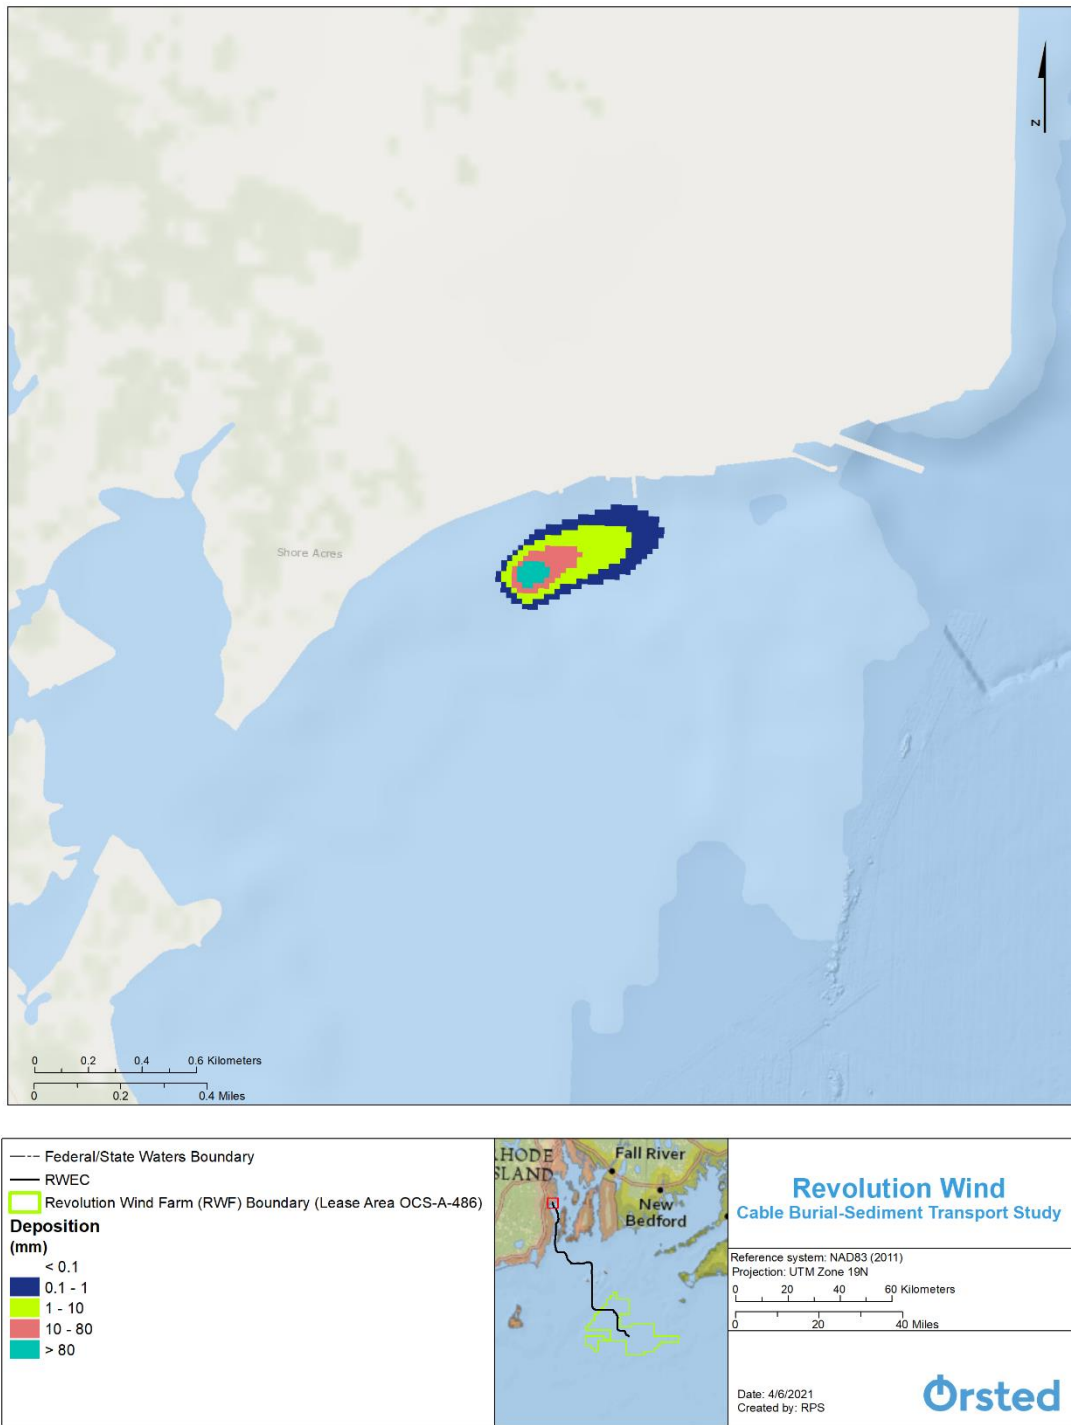 N
Shore Acres
0 0.2 0.4 0.6 Kilometers
0 0.2 0.4 Miles
Federal/State Waters Boundary
RWEC
Revolution Wind Farm (RWF) Boundary (Lease Area OCS-A-486)
Deposition
(mm)
< 0.1
0.1 - 1
1 - 10
10 - 80
> 80
RHODE
ISLAND
Fall River
New
Bedford
Revolution Wind
Cable Burial-Sediment Transport Study
Reference system: NAD83 (2011)
Projection: UTM Zone 19N
0 20 40 60 Kilometers
0 20 40 Miles
Date: 4/6/2021
Created by: RPS
Orsted